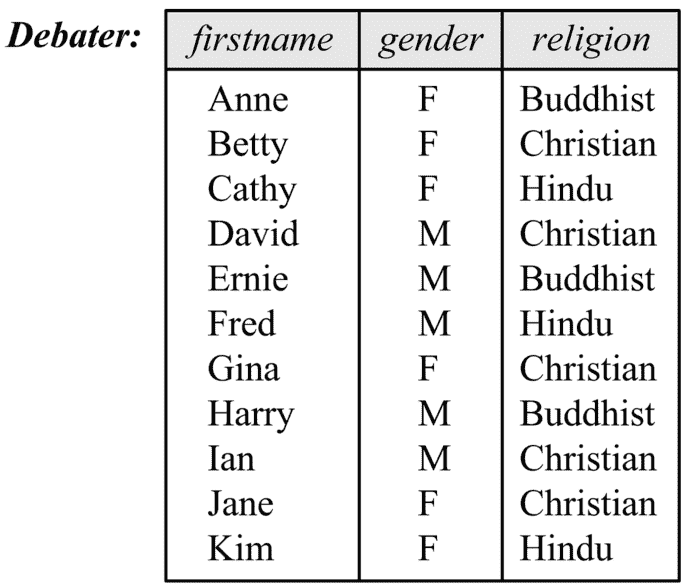 Debater: firstname gender religion
Anne F Buddhist
Betty F Christian
Cathy F Hindu
David M Christian
Ernie M Buddhist
Fred M Hindu
Gina F Christian
Harry M Buddhist
Ian M Christian
Jane F Christian
Kim F Hindu